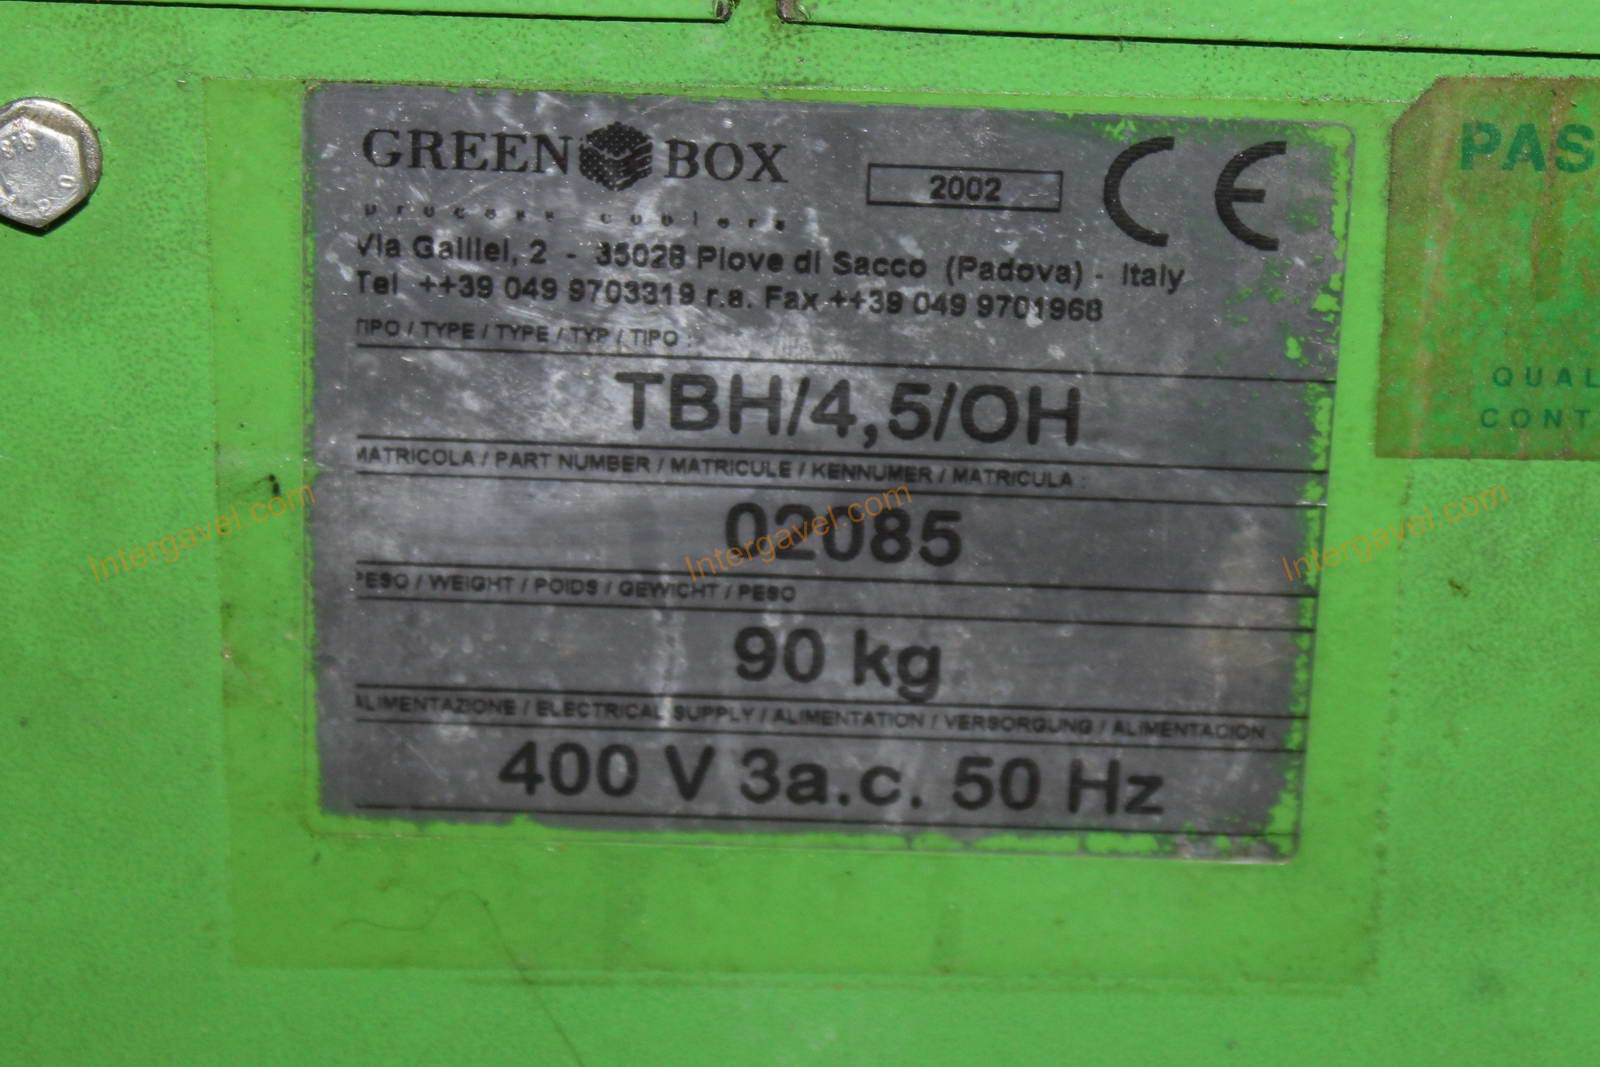 GREEN BOX
process coolers
2002
CE
Via Galilei, 2 - 35028 Piove di Sacco (Padova) - Italy
Tel ++39 049 9703319 r.a. Fax ++39 049 9701968
TIPO / TYPE / TYPE / TYP / TIPO :
TBH/4,5/OH
MATRICOLA / PART NUMBER / MATRICULE / KENNUMER / MATRICULA :
02085
PESO / WEIGHT / POIDS / GEWICHT / PESO
90 kg
ALIMENTAZIONE / ELECTRICAL SUPPLY / ALIMENTATION / VERSORGUNG / ALIMENTACION
400 V 3a.c. 50 Hz
PAS
QUAL
CONT
Intergavel.com
Intergavel.com
Intergavel.com